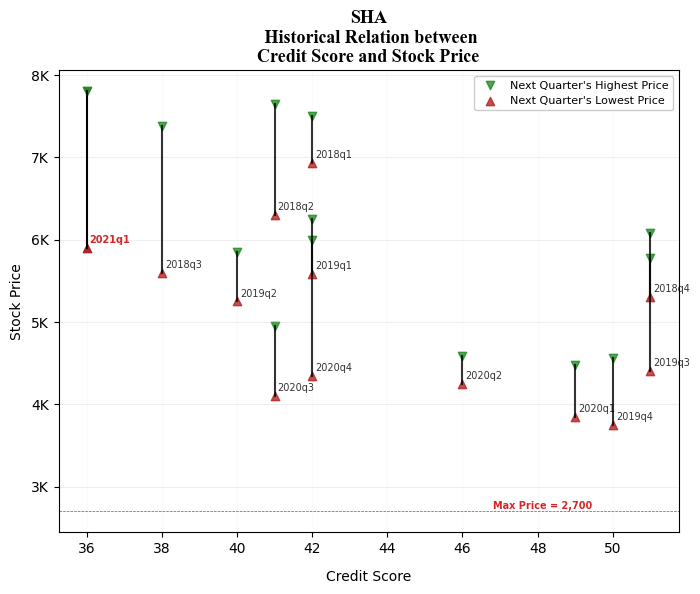 SHA
Historical Relation between
Credit Score and Stock Price
Next Quarter's Highest Price
Next Quarter's Lowest Price
8K
7K
6K
5K
4K
3K
Stock Price
2018q1
2018q2
2021q1
2018q3
2019q1
2019q2
2018q4
2020q4
2020q2
2019q3
2020q3
2020q1
2019q4
Max Price = 2,700
36
38
40
42
44
46
48
50
Credit Score